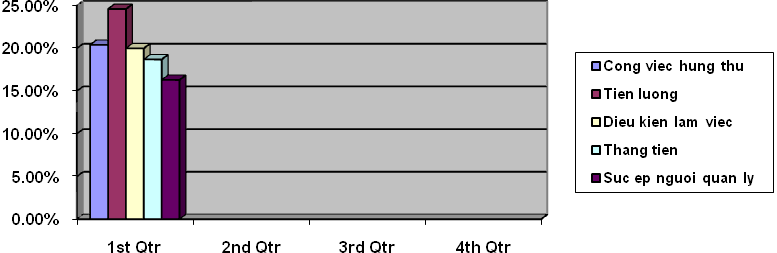 25.00%
20.00%
15.00%
10.00%
5.00%
0.00%
1st Qtr
2nd Qtr
3rd Qtr
4th Qtr
Cong viec hung thu
Tien luong
Dieu kien lam viec
Thang tien
Suc ep nguoi quan ly